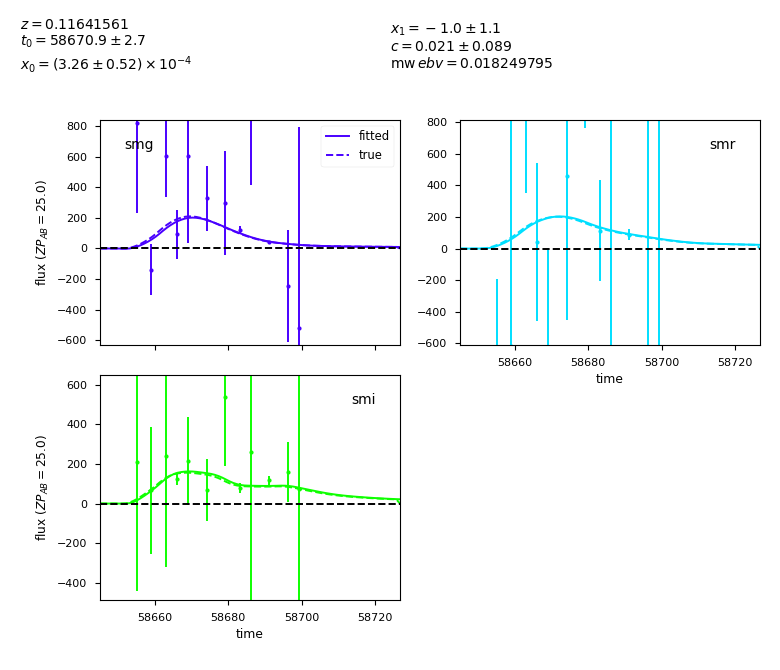 z = 0.11641561
t₀ = 58670.9 ± 2.7
x₀ = (3.26 ± 0.52) × 10⁻⁴
x₁ = −1.0 ± 1.1
c = 0.021 ± 0.089
mw ebv = 0.018249795
smg
fitted
true
800
600
400
200
0
−200
−400
−600
flux (ZP_AB = 25.0)
smr
800
600
400
200
0
−200
−400
−600
58660 58680 58700 58720
time
smi
600
400
200
0
−200
−400
flux (ZP_AB = 25.0)
58660 58680 58700 58720
time